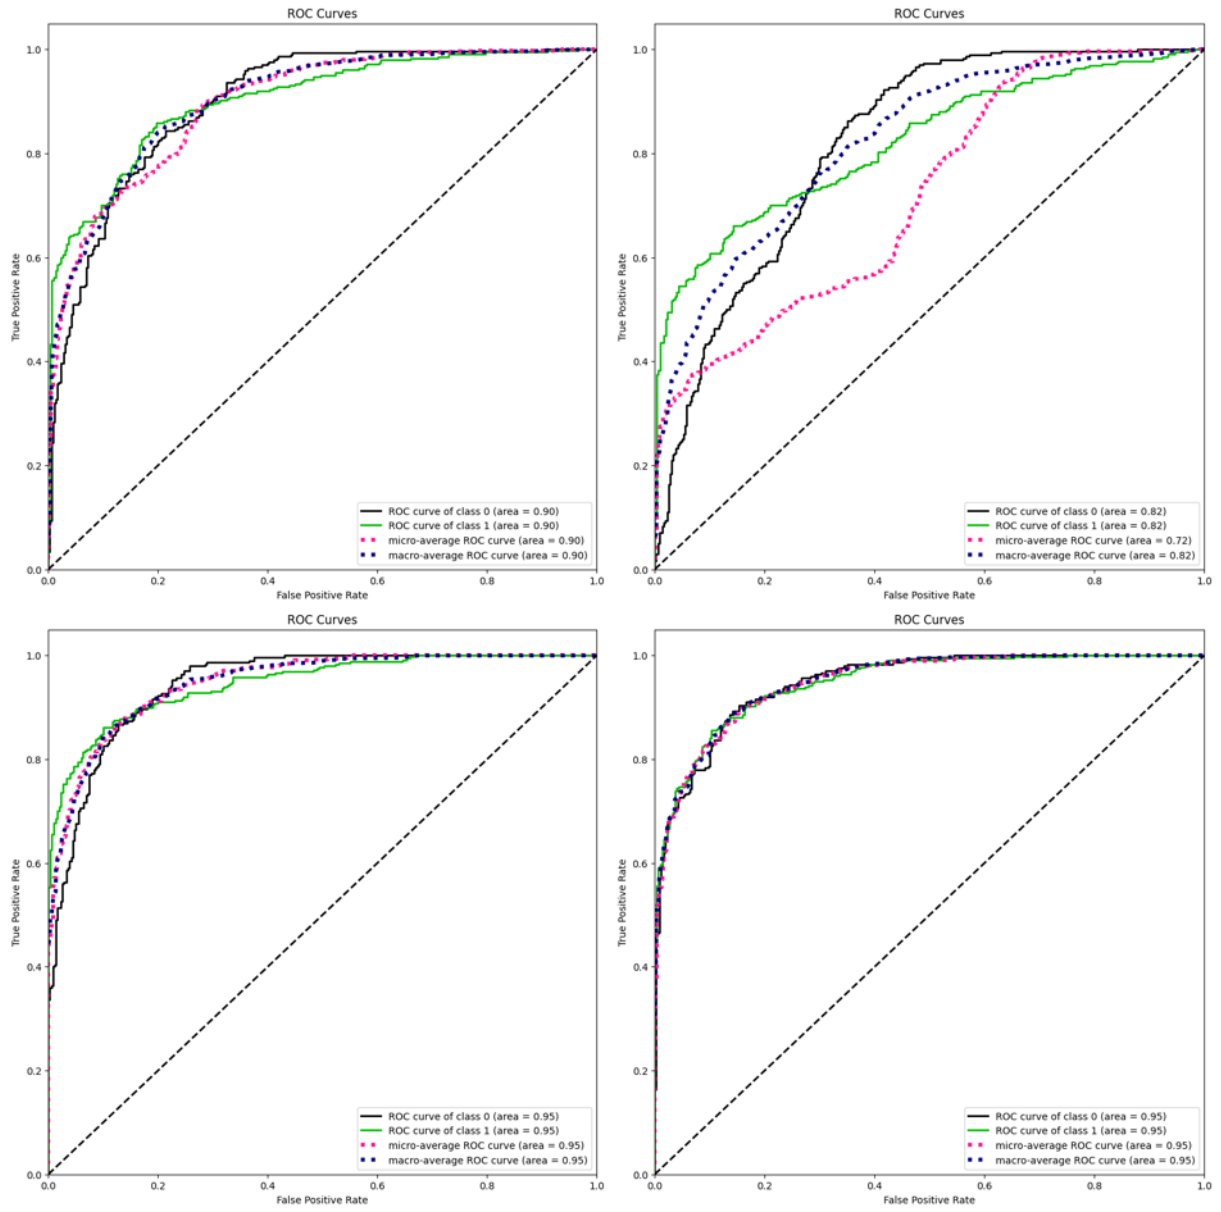 ROC Curves
1.0
0.8
0.6
0.4
0.2
0.0
True Positive Rate
ROC curve of class 0 (area = 0.90)
ROC curve of class 1 (area = 0.90)
micro-average ROC curve (area = 0.90)
macro-average ROC curve (area = 0.90)
0.0 0.2 0.4 0.6 0.8 1.0
False Positive Rate
ROC Curves
1.0
0.8
0.6
0.4
0.2
0.0
True Positive Rate
ROC curve of class 0 (area = 0.82)
ROC curve of class 1 (area = 0.82)
micro-average ROC curve (area = 0.72)
macro-average ROC curve (area = 0.82)
0.0 0.2 0.4 0.6 0.8 1.0
False Positive Rate
ROC Curves
1.0
0.8
0.6
0.4
0.2
0.0
True Positive Rate
ROC curve of class 0 (area = 0.95)
ROC curve of class 1 (area = 0.95)
micro-average ROC curve (area = 0.95)
macro-average ROC curve (area = 0.95)
0.0 0.2 0.4 0.6 0.8 1.0
False Positive Rate
ROC Curves
1.0
0.8
0.6
0.4
0.2
0.0
True Positive Rate
ROC curve of class 0 (area = 0.95)
ROC curve of class 1 (area = 0.95)
micro-average ROC curve (area = 0.95)
macro-average ROC curve (area = 0.95)
0.0 0.2 0.4 0.6 0.8 1.0
False Positive Rate